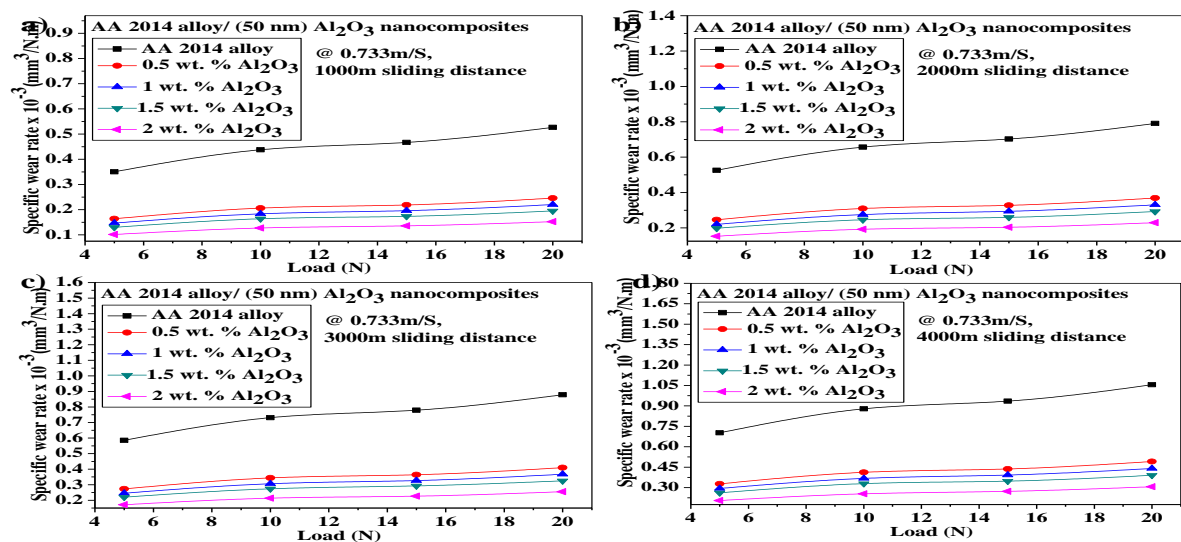 a)
AA 2014 alloy/ (50 nm) Al₂O₃ nanocomposites
AA 2014 alloy
0.5 wt. % Al₂O₃
1 wt. % Al₂O₃
1.5 wt. % Al₂O₃
2 wt. % Al₂O₃
@ 0.733m/S,
1000m sliding distance
Specific wear rate x 10⁻³ (mm³/N.m)
0.9
0.8
0.7
0.6
0.5
0.4
0.3
0.2
0.1
4 6 8 10 12 14 16 18 20
Load (N)
b)
AA 2014 alloy/ (50 nm) Al₂O₃ nanocomposites
AA 2014 alloy
0.5 wt. % Al₂O₃
1 wt. % Al₂O₃
1.5 wt. % Al₂O₃
2 wt. % Al₂O₃
@ 0.733m/S,
2000m sliding distance
Specific wear rate x 10⁻³ (mm³/N.m)
1.4
1.2
1.0
0.8
0.6
0.4
0.2
4 6 8 10 12 14 16 18 20
Load (N)
c)
AA 2014 alloy/ (50 nm) Al₂O₃ nanocomposites
AA 2014 alloy
0.5 wt. % Al₂O₃
1 wt. % Al₂O₃
1.5 wt. % Al₂O₃
2 wt. % Al₂O₃
@ 0.733m/S,
3000m sliding distance
Specific wear rate x 10⁻³ (mm³/N.m)
1.6
1.5
1.4
1.3
1.2
1.1
1.0
0.9
0.8
0.7
0.6
0.5
0.4
0.3
0.2
4 6 8 10 12 14 16 18 20
Load (N)
d)
AA 2014 alloy/ (50 nm) Al₂O₃ nanocomposites
AA 2014 alloy
0.5 wt. % Al₂O₃
1 wt. % Al₂O₃
1.5 wt. % Al₂O₃
2 wt. % Al₂O₃
@ 0.733m/S,
4000m sliding distance
Specific wear rate x 10⁻³ (mm³/N.m)
1.80
1.65
1.50
1.35
1.20
1.05
0.90
0.75
0.60
0.45
0.30
4 6 8 10 12 14 16 18 20
Load (N)